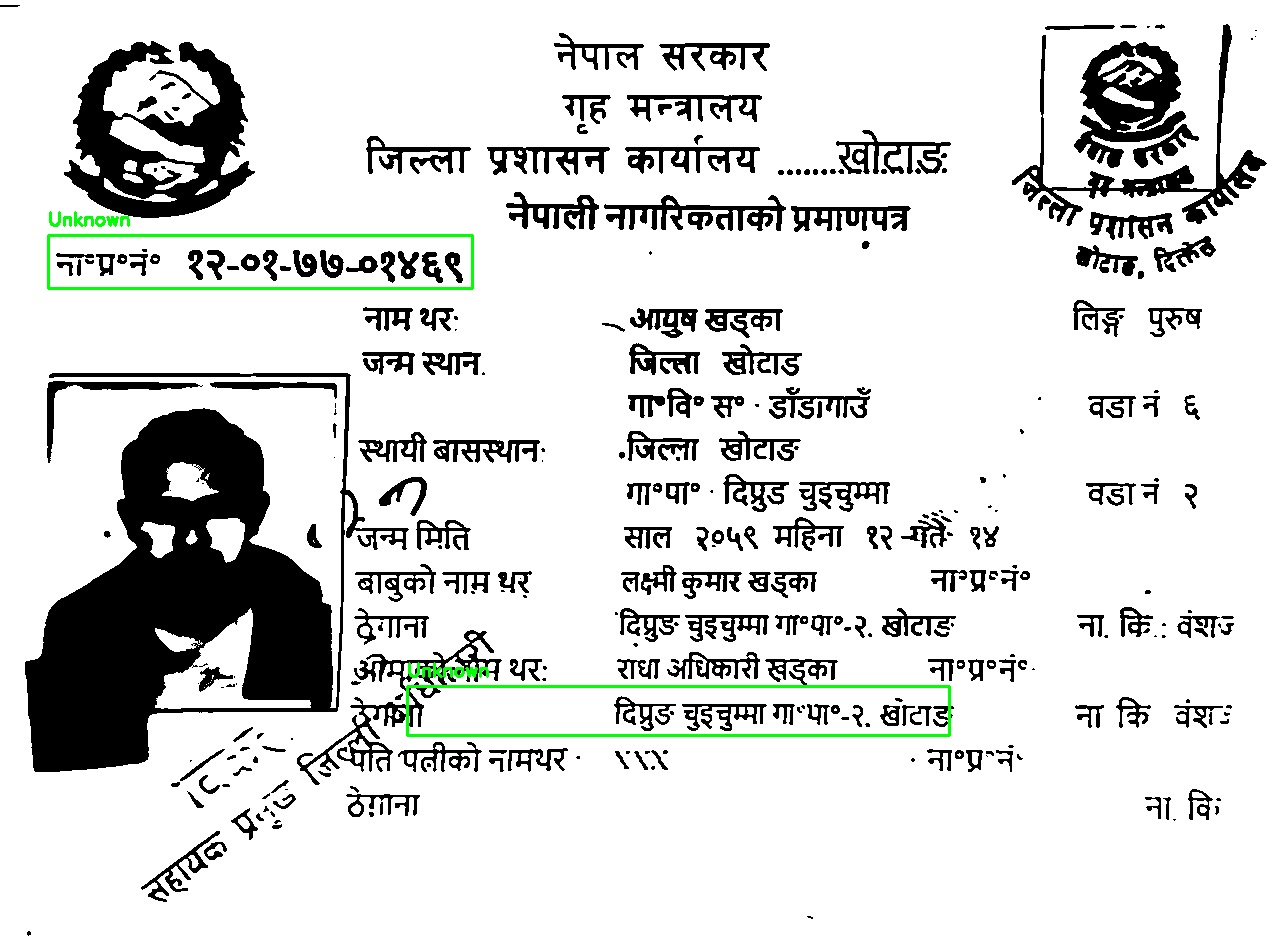 नेपाल सरकार
गृह मन्त्रालय
जिल्ला प्रशासन कार्यालय ........खोटाङ
नेपाली नागरिकताको प्रमाणपत्र
जिल्ला प्रशासन कार्यालय
खोटाङ, दिक्तेल
Unknown
ना॰प्र॰नं॰ १२-०१-७७-०१४६९
नाम थर: आयुष खड्का लिङ्ग पुरुष
जन्म स्थान. जिल्ला खोटाङ
गा॰वि॰ स॰ डाँडागाउँ वडा नं ६
स्थायी बासस्थान: जिल्ला खोटाङ
गा॰पा॰ दिप्रुङ चुइचुम्मा वडा नं २
जन्म मिति साल २०५९ महिना १२ गते १४
बाबुको नाम थर् लक्ष्मी कुमार खड्का ना॰प्र॰नं॰
ठेगाना दिप्रुङ चुइचुम्मा गा॰पा॰-२. खोटाङ ना. कि.: वंशज
आमाको नाम थर: राधा अधिकारी खड्का ना॰प्र॰नं॰
Unknown
ठेगाना दिप्रुङ चुइचुम्मा गा॰पा॰-२. खोटाङ ना कि वंशज
पति पत्नीको नामथर XXX ना॰प्र॰नं॰
ठेगाना ना. कि
सहायक प्रमुख जिल्ला अधिकारी